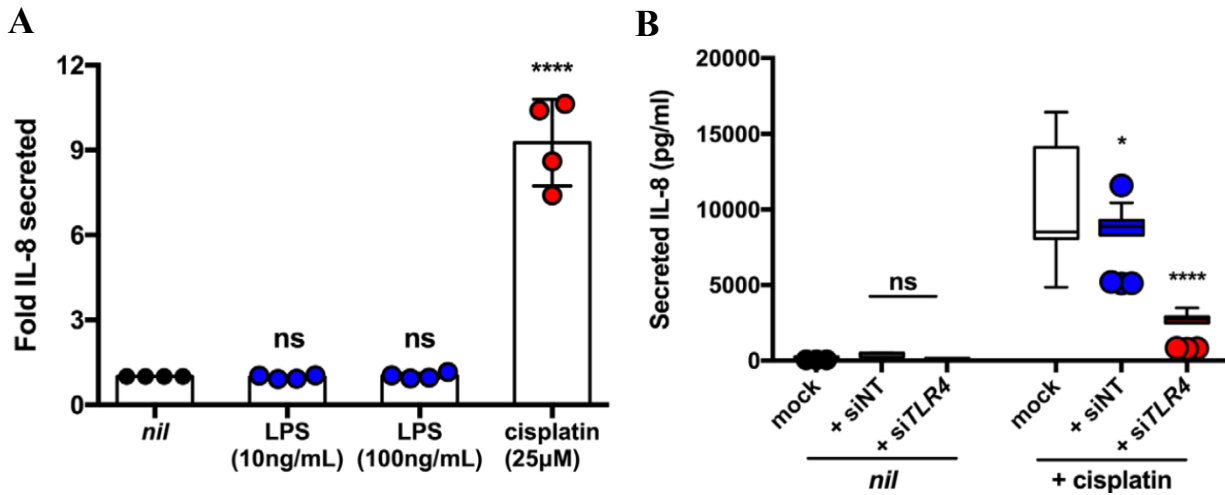 A
Fold IL-8 secreted
12
9
6
3
0
ns
ns
****
nil
LPS
(10ng/mL)
LPS
(100ng/mL)
cisplatin
(25µM)
B
Secreted IL-8 (pg/ml)
20000
15000
10000
5000
0
ns
*
****
mock
+ siNT
+ siTLR4
mock
+ siNT
+ siTLR4
nil
+ cisplatin